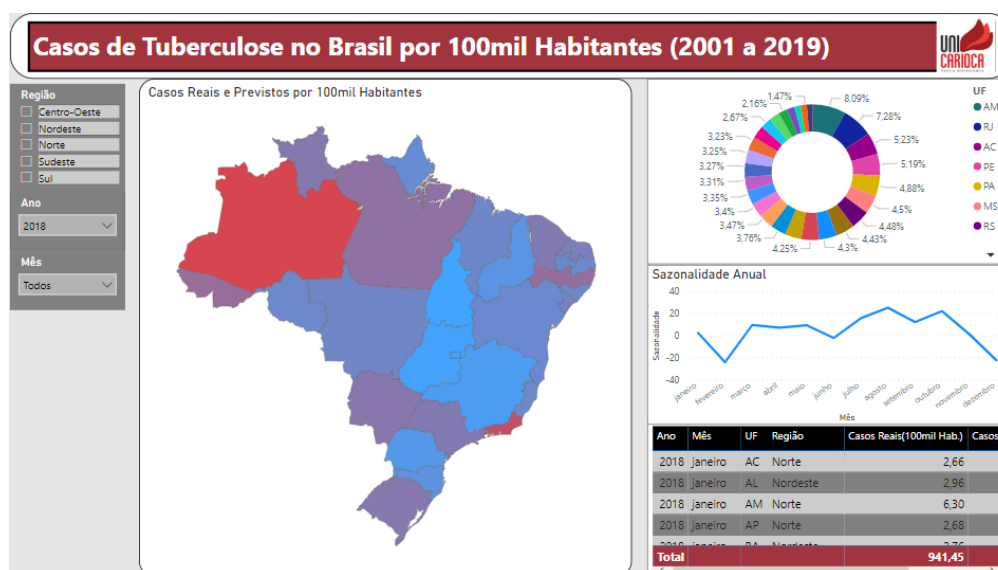 Casos de Tuberculose no Brasil por 100mil Habitantes (2001 a 2019)
UNI
CARIOCA
Região
Centro-Oeste
Nordeste
Norte
Sudeste
Sul
Ano
2018
Mês
Todos
Casos Reais e Previstos por 100mil Habitantes
1,47%
2,16%
2,67%
3,23%
3,25%
3,27%
3,31%
3,35%
3,4%
3,47%
3,76%
4,25%
4,3%
4,43%
4,48%
4,5%
4,88%
5,19%
5,23%
7,28%
8,09%
UF
AM
RJ
AC
PE
PA
MS
RS
Sazonalidade Anual
Sazonalidade
40
20
0
-20
-40
janeiro fevereiro março abril maio junho julho agosto setembro outubro novembro dezembro
Mês
Ano Mês UF Região Casos Reais(100mil Hab.) Casos
2018 janeiro AC Norte 2,66
2018 janeiro AL Nordeste 2,96
2018 janeiro AM Norte 6,30
2018 janeiro AP Norte 2,68
Total 941,45